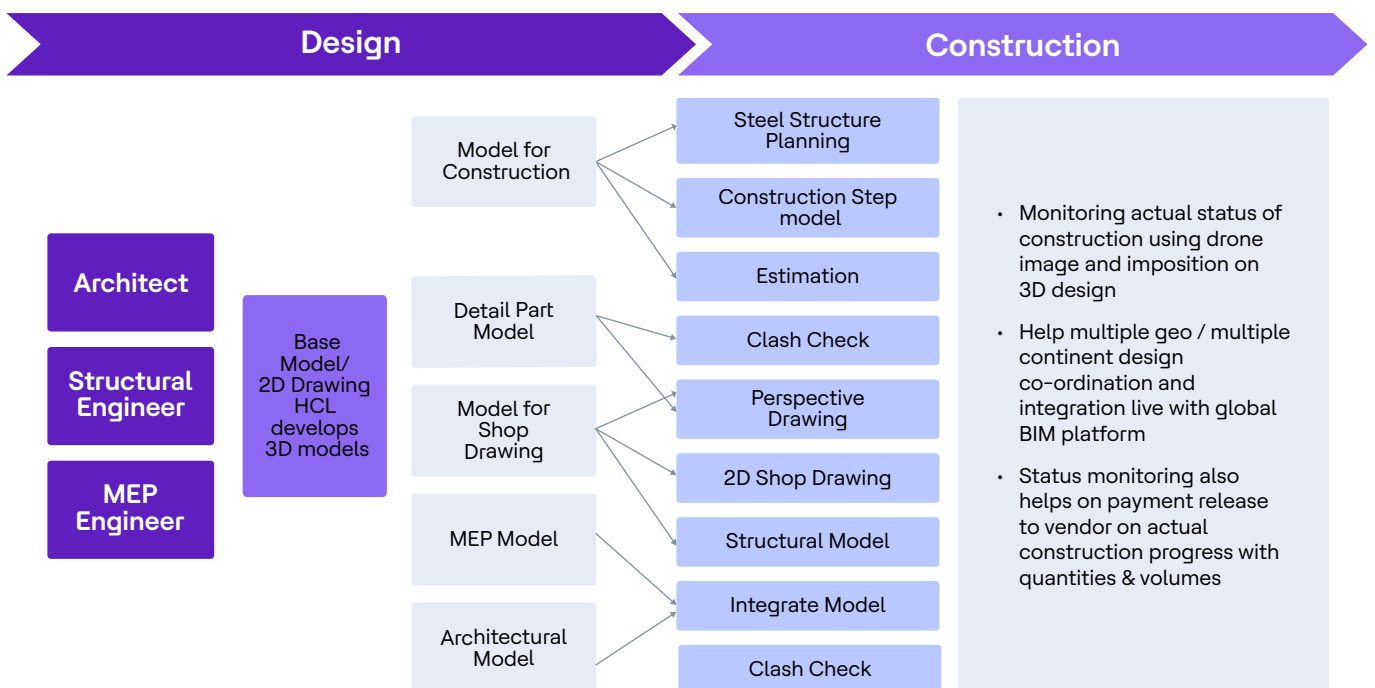 Design
Construction
Architect
Structural
Engineer
MEP
Engineer
Base
Model/
2D Drawing
HCL
develops
3D models
Model for
Construction
Detail Part
Model
Model for
Shop
Drawing
MEP Model
Architectural
Model
Steel Structure
Planning
Construction Step
model
Estimation
Clash Check
Perspective
Drawing
2D Shop Drawing
Structural Model
Integrate Model
Clash Check
• Monitoring actual status of
construction using drone
image and imposition on
3D design
• Help multiple geo / multiple
continent design
co-ordination and
integration live with global
BIM platform
• Status monitoring also
helps on payment release
to vendor on actual
construction progress with
quantities & volumes